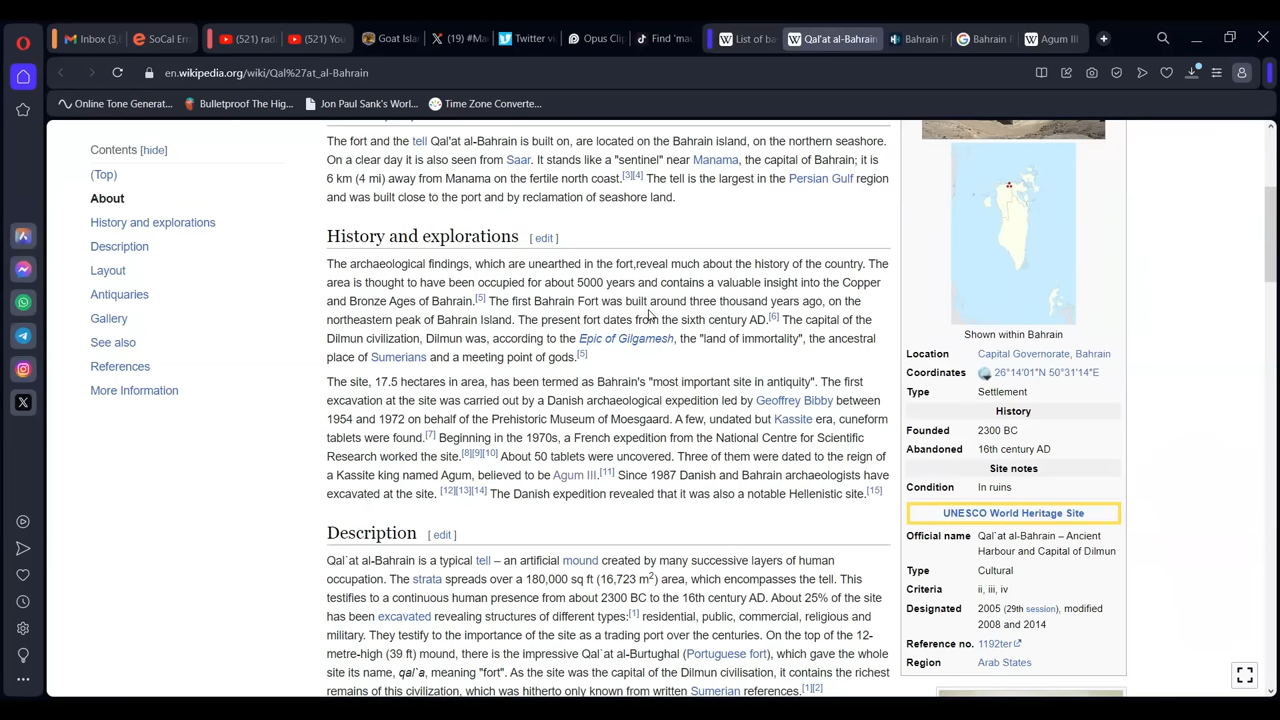 Inbox (3,
SoCal Err
(521) rad
(521) You
Goat Islan
(19) #Ma
Twitter vi
Opus Clip
Find 'mac
List of ba
Qal'at al-Bahrain
Bahrain F
Bahrain F
Agum III
en.wikipedia.org/wiki/Qal%27at_al-Bahrain
Online Tone Generat...
Bulletproof The Hig...
Jon Paul Sank's Worl...
Time Zone Converte...
Contents [hide]
(Top)
About
History and explorations
Description
Layout
Antiquaries
Gallery
See also
References
More Information
The fort and the tell Qal'at al-Bahrain is built on, are located on the Bahrain island, on the northern seashore.
On a clear day it is also seen from Saar. It stands like a "sentinel" near Manama, the capital of Bahrain; it is
6 km (4 mi) away from Manama on the fertile north coast.[3][4] The tell is the largest in the Persian Gulf region
and was built close to the port and by reclamation of seashore land.
History and explorations [ edit ]
The archaeological findings, which are unearthed in the fort,reveal much about the history of the country. The
area is thought to have been occupied for about 5000 years and contains a valuable insight into the Copper
and Bronze Ages of Bahrain.[5] The first Bahrain Fort was built around three thousand years ago, on the
northeastern peak of Bahrain Island. The present fort dates from the sixth century AD.[6] The capital of the
Dilmun civilization, Dilmun was, according to the Epic of Gilgamesh, the "land of immortality", the ancestral
place of Sumerians and a meeting point of gods.[5]
The site, 17.5 hectares in area, has been termed as Bahrain's "most important site in antiquity". The first
excavation at the site was carried out by a Danish archaeological expedition led by Geoffrey Bibby between
1954 and 1972 on behalf of the Prehistoric Museum of Moesgaard. A few, undated but Kassite era, cuneform
tablets were found.[7] Beginning in the 1970s, a French expedition from the National Centre for Scientific
Research worked the site.[8][9][10] About 50 tablets were uncovered. Three of them were dated to the reign of
a Kassite king named Agum, believed to be Agum III.[11] Since 1987 Danish and Bahrain archaeologists have
excavated at the site. [12][13][14] The Danish expedition revealed that it was also a notable Hellenistic site.[15]
Description [ edit ]
Qal`at al-Bahrain is a typical tell – an artificial mound created by many successive layers of human
occupation. The strata spreads over a 180,000 sq ft (16,723 m2) area, which encompasses the tell. This
testifies to a continuous human presence from about 2300 BC to the 16th century AD. About 25% of the site
has been excavated revealing structures of different types:[1] residential, public, commercial, religious and
military. They testify to the importance of the site as a trading port over the centuries. On the top of the 12-
metre-high (39 ft) mound, there is the impressive Qal`at al-Burtughal (Portuguese fort), which gave the whole
site its name, qal`a, meaning "fort". As the site was the capital of the Dilmun civilisation, it contains the richest
remains of this civilization, which was hitherto only known from written Sumerian references.[1][2]
Shown within Bahrain
Location Capital Governorate, Bahrain
Coordinates 26°14′01″N 50°31′14″E
Type Settlement
History
Founded 2300 BC
Abandoned 16th century AD
Site notes
Condition In ruins
UNESCO World Heritage Site
Official name Qal`at al-Bahrain – Ancient
Harbour and Capital of Dilmun
Type Cultural
Criteria ii, iii, iv
Designated 2005 (29th session), modified
2008 and 2014
Reference no. 1192ter
Region Arab States